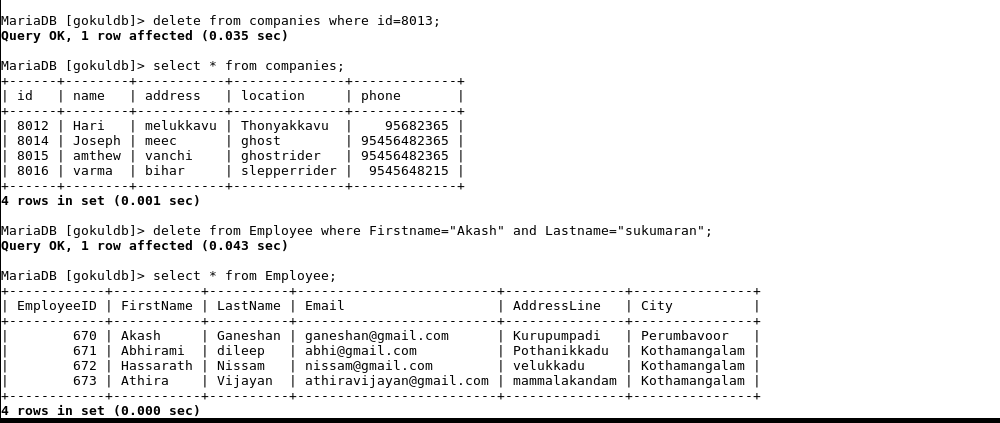 MariaDB [gokuldb]> delete from companies where id=8013;
Query OK, 1 row affected (0.035 sec)

MariaDB [gokuldb]> select * from companies;
+------+--------+-----------+--------------+-------------+
| id   | name   | address   | location     | phone       |
+------+--------+-----------+--------------+-------------+
| 8012 | Hari   | melukkavu | Thonyakkavu  |    95682365 |
| 8014 | Joseph | meec      | ghost        | 95456482365 |
| 8015 | amthew | vanchi    | ghostrider   | 95456482365 |
| 8016 | varma  | bihar     | slepperrider |  9545648215 |
+------+--------+-----------+--------------+-------------+
4 rows in set (0.001 sec)

MariaDB [gokuldb]> delete from Employee where Firstname="Akash" and Lastname="sukumaran";
Query OK, 1 row affected (0.043 sec)

MariaDB [gokuldb]> select * from Employee;
+------------+-----------+----------+-------------------------+---------------+---------------+
| EmployeeID | FirstName | LastName | Email                   | AddressLine   | City          |
+------------+-----------+----------+-------------------------+---------------+---------------+
|        670 | Akash     | Ganeshan | ganeshan@gmail.com      | Kurupumpadi   | Perumbavoor   |
|        671 | Abhirami  | dileep   | abhi@gmail.com          | Pothanikkadu  | Kothamangalam |
|        672 | Hassarath | Nissam   | nissam@gmail.com        | velukkadu     | Kothamangalam |
|        673 | Athira    | Vijayan  | athiravijayan@gmail.com | mammalakandam | Kothamangalam |
+------------+-----------+----------+-------------------------+---------------+---------------+
4 rows in set (0.000 sec)